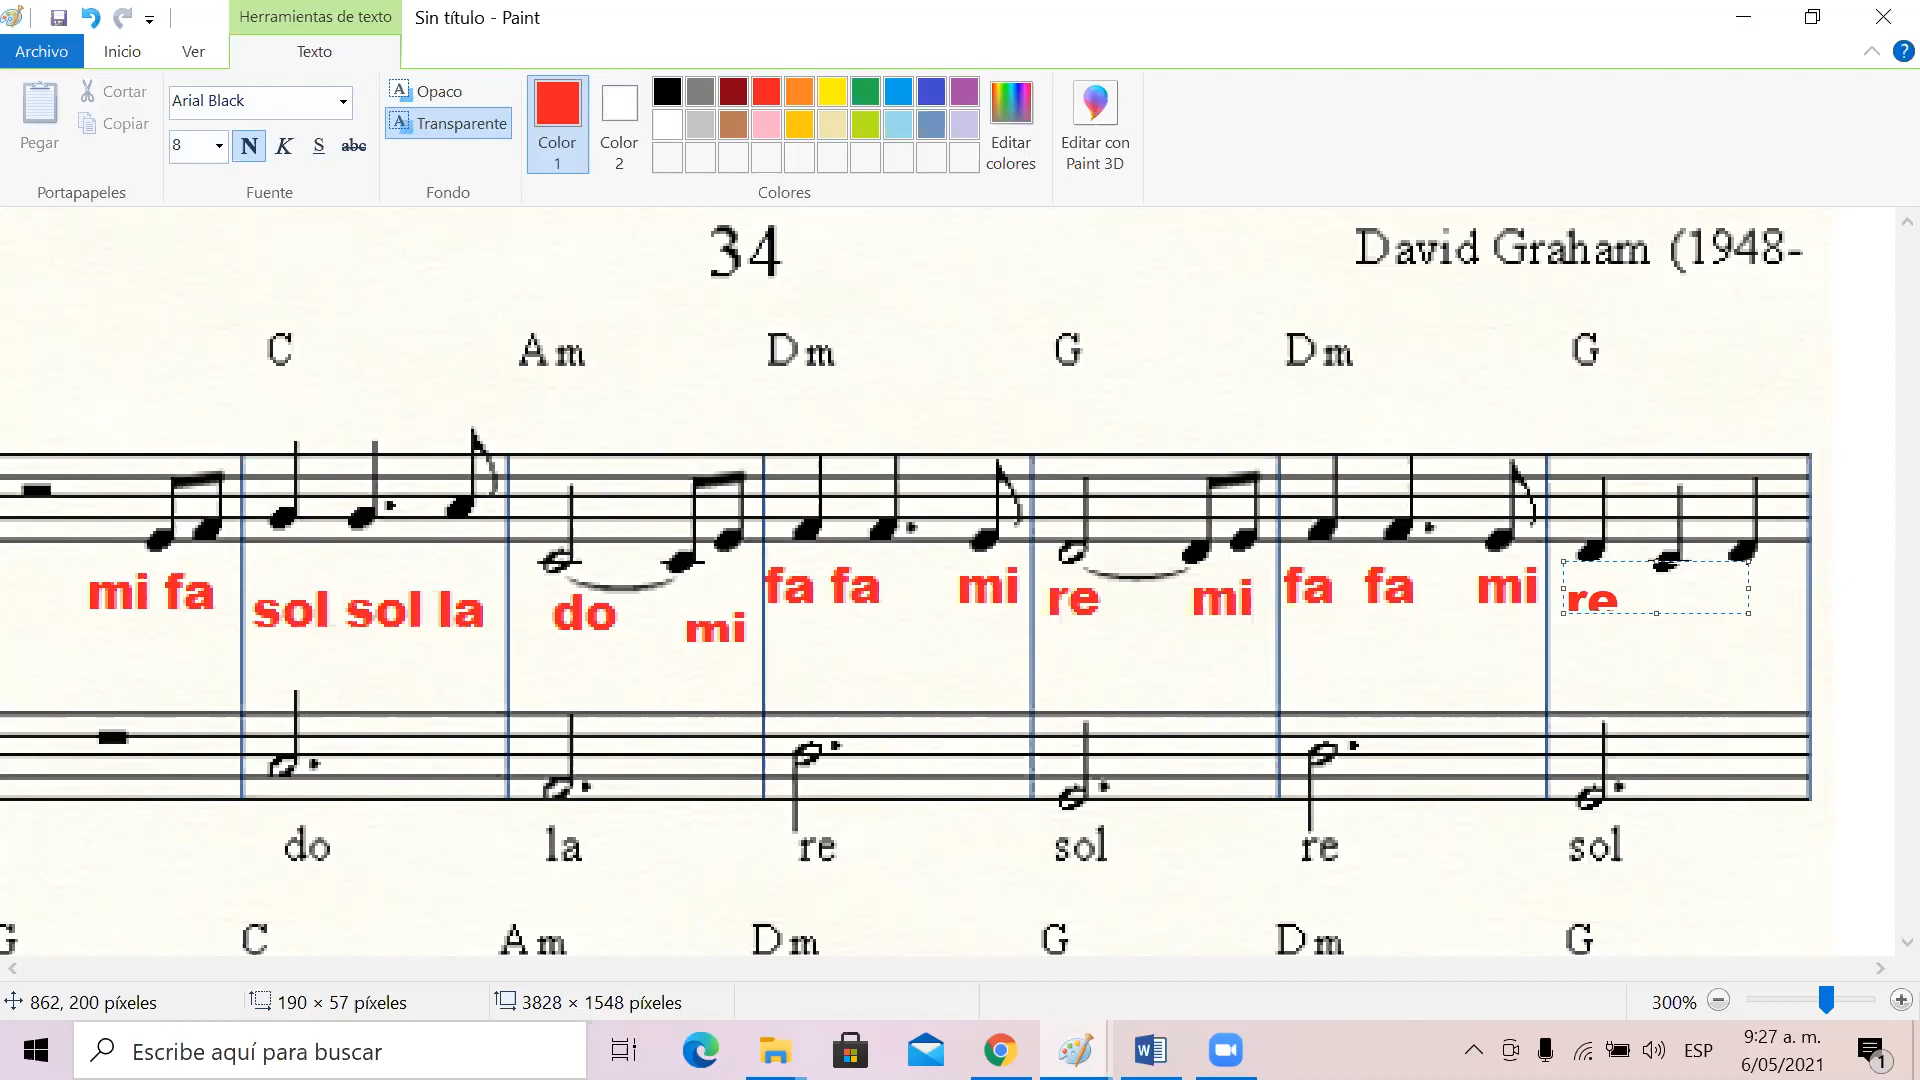 Herramientas de texto
Sin título - Paint
Archivo
Inicio
Ver
Texto
Pegar
Cortar
Copiar
Portapapeles
Arial Black
8
N K S abc
Fuente
Opaco
Transparente
Fondo
Color 1
Color 2
Colores
Editar colores
Editar con Paint 3D
34
David Graham (1948-
C Am Dm G Dm G
mi fa sol sol la do mi fa fa mi re mi fa fa mi re
do la re sol re sol
G C Am Dm G Dm G
862, 200 píxeles
190 × 57 píxeles
3828 × 1548 píxeles
300%
Escribe aquí para buscar
ESP
9:27 a. m.
6/05/2021
1